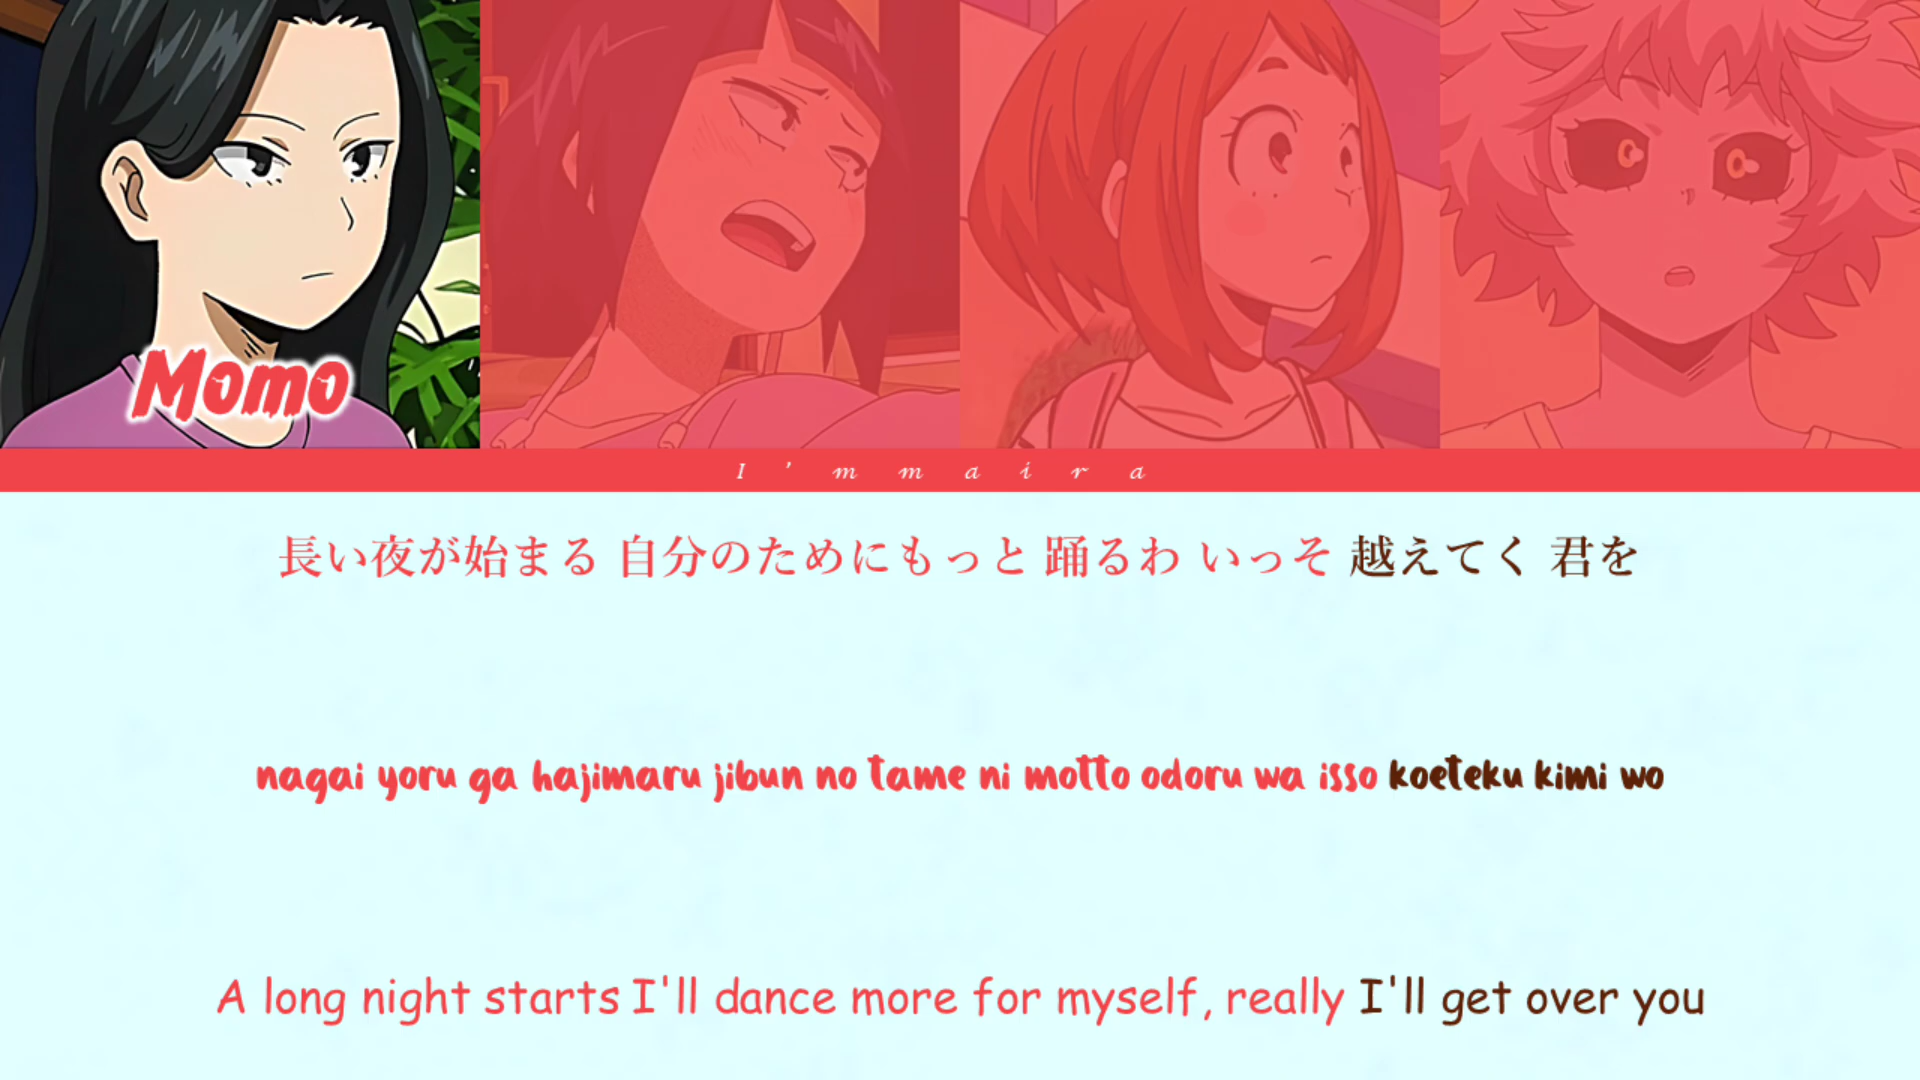 Momo
I'mmaira
長い夜が始まる 自分のためにもっと 踊るわ いっそ 越えてく 君を
nagai yoru ga hajimaru jibun no tame ni motto odoru wa isso koeteku kimi wo
A long night starts I'll dance more for myself, really I'll get over you